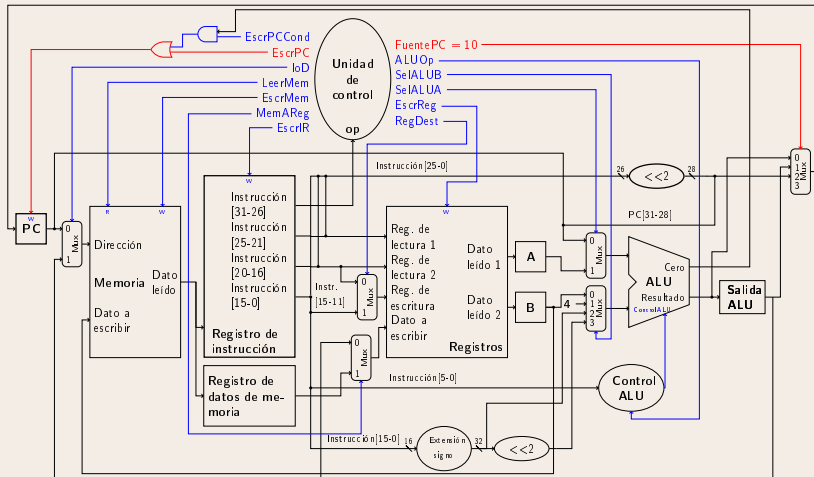 EscrPCCond
EscrPC
IoD
LeerMem
EscrMem
MemAReg
EscrIR
Unidad
de
control
op
FuentePC = 10
ALUOp
SelALUB
SelALUA
EscrReg
RegDest
Instrucción[25-0]
26
<<2
28
0
1
2
3
Mux
PC[31-28]
W
PC
0
1
Mux
R
W
Dirección
Memoria
Dato
leído
Dato a
escribir
W
Instrucción
[31-26]
Instrucción
[25-21]
Instrucción
[20-16]
Instrucción
[15-0]
Registro de
instrucción
Instr.
[15-11]
0
1
Mux
0
1
Mux
W
Reg. de
lectura 1
Reg. de
lectura 2
Reg. de
escritura
Dato a
escribir
Dato
leído 1
Dato
leído 2
Registros
A
B
4
0
1
Mux
0
1
2
3
Mux
Cero
ALU
Resultado
ControlALU
Salida
ALU
Registro de
datos de me-
moria
Instrucción[5-0]
Control
ALU
Instrucción[15-0]
16
Extensión
signo
32
<<2